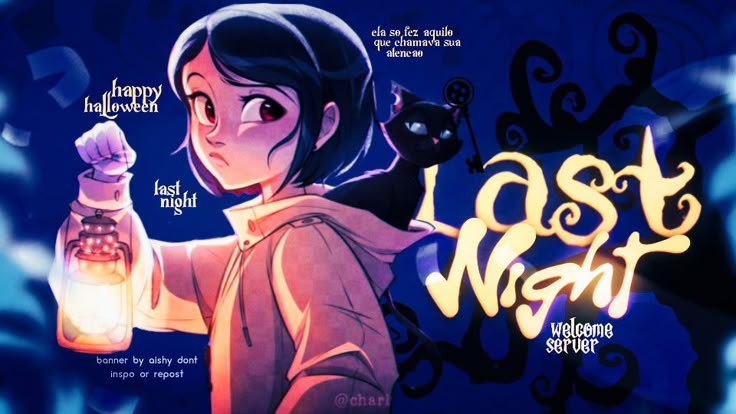 ela so fez aquilo
que chamava sua
atencao
happy
halloween
last
night
Last
Night
welcome
server
banner by aishy dont
inspo or repost